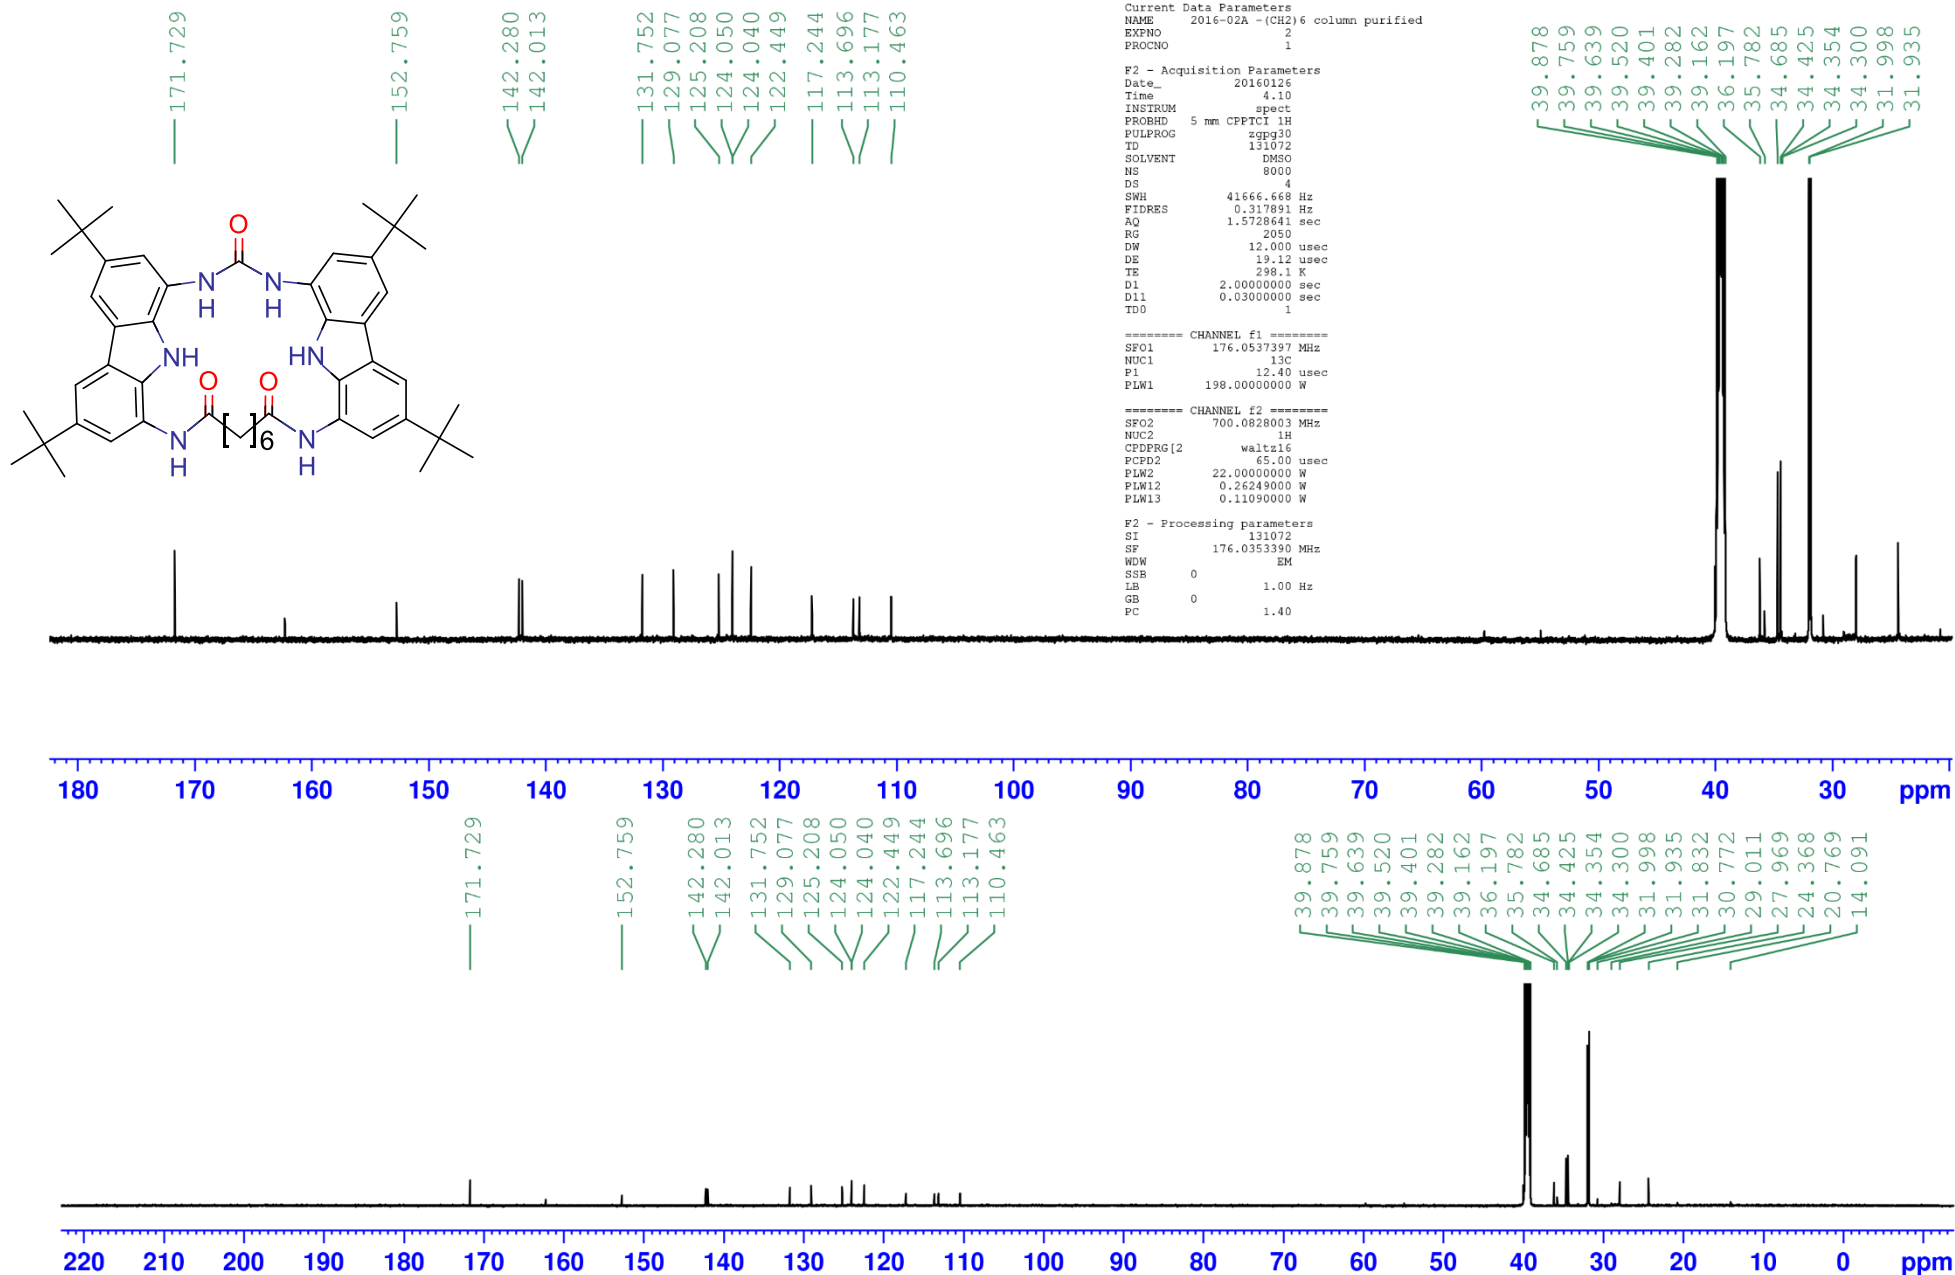 171.729
152.759
142.280
142.013
131.752
129.077
125.208
124.050
124.040
122.449
117.244
113.696
113.177
110.463
Current Data Parameters
NAME 2016-02A -(CH2)6 column purified
EXPNO 2
PROCNO 1
F2 - Acquisition Parameters
Date_ 20160126
Time 4.10
INSTRUM spect
PROBHD 5 mm CPPTCI 1H
PULPROG zgpg30
TD 131072
SOLVENT DMSO
NS 8000
DS 4
SWH 41666.668 Hz
FIDRES 0.317891 Hz
AQ 1.5728641 sec
RG 2050
DW 12.000 usec
DE 19.12 usec
TE 298.1 K
D1 2.00000000 sec
D11 0.03000000 sec
TD0 1
======== CHANNEL f1 ========
SFO1 176.0537397 MHz
NUC1 13C
P1 12.40 usec
PLW1 198.00000000 W
======== CHANNEL f2 ========
SFO2 700.0828003 MHz
NUC2 1H
CPDPRG[2 waltz16
PCPD2 65.00 usec
PLW2 22.00000000 W
PLW12 0.26249000 W
PLW13 0.11090000 W
F2 - Processing parameters
SI 131072
SF 176.0353390 MHz
WDW EM
SSB 0
LB 1.00 Hz
GB 0
PC 1.40
39.878
39.759
39.639
39.520
39.401
39.282
39.162
36.197
35.782
34.685
34.425
34.354
34.300
31.998
31.935
O
N N
H H
NH HN
O O
[ ]6
N N
H H
180 170 160 150 140 130 120 110 100 90 80 70 60 50 40 30 ppm
171.729
152.759
142.280
142.013
131.752
129.077
125.208
124.050
124.040
122.449
117.244
113.696
113.177
110.463
39.878
39.759
39.639
39.520
39.401
39.282
39.162
36.197
35.782
34.685
34.425
34.354
34.300
31.998
31.935
31.832
30.772
29.011
27.969
24.368
20.769
14.091
220 210 200 190 180 170 160 150 140 130 120 110 100 90 80 70 60 50 40 30 20 10 0 ppm